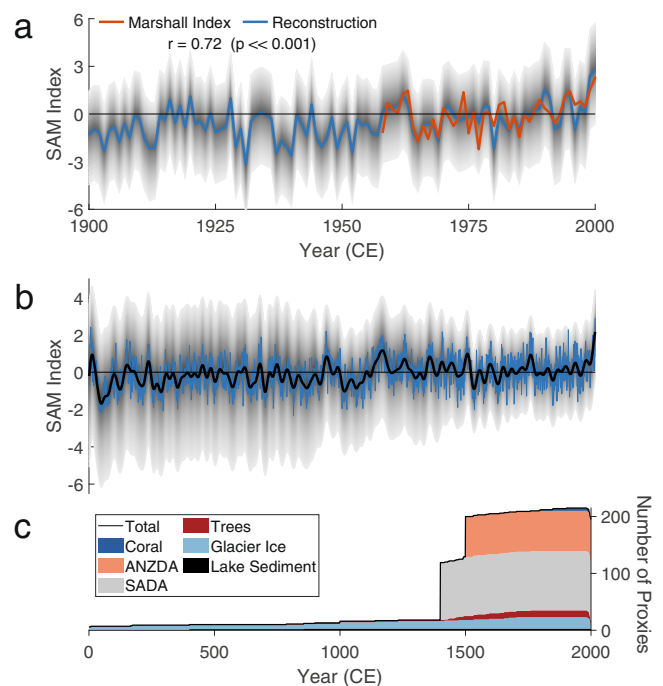 a
Marshall Index Reconstruction
r = 0.72 (p << 0.001)
6
3
0
-3
-6
SAM Index
1900 1925 1950 1975 2000
Year (CE)
b
4
2
0
-2
-4
-6
SAM Index
c
Total Trees
Coral Glacier Ice
ANZDA Lake Sediment
SADA
200
100
0
Number of Proxies
0 500 1000 1500 2000
Year (CE)